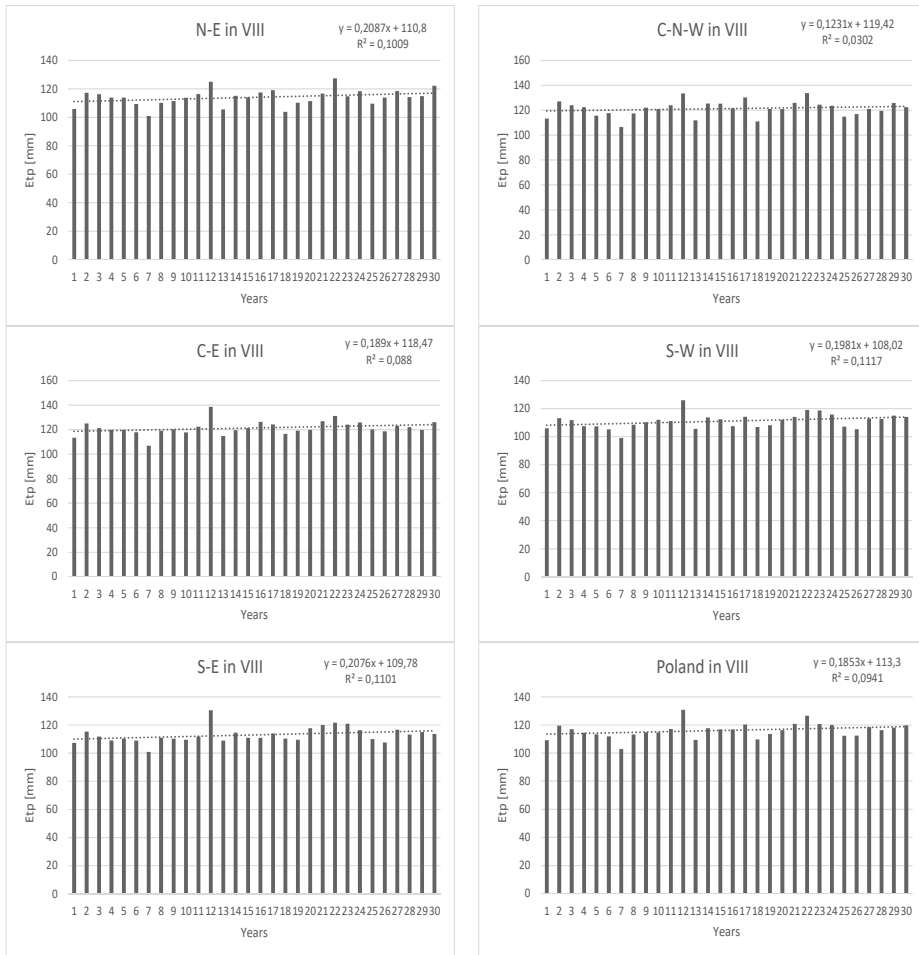 N-E in VIII
y = 0,2087x + 110,8
R² = 0,1009
Etp [mm]
140
120
100
80
60
40
20
0
1 2 3 4 5 6 7 8 9 10 11 12 13 14 15 16 17 18 19 20 21 22 23 24 25 26 27 28 29 30
Years
C-N-W in VIII
y = 0,1231x + 119,42
R² = 0,0302
Etp [mm]
160
140
120
100
80
60
40
20
0
1 2 3 4 5 6 7 8 9 10 11 12 13 14 15 16 17 18 19 20 21 22 23 24 25 26 27 28 29 30
Years
C-E in VIII
y = 0,189x + 118,47
R² = 0,088
Etp [mm]
160
140
120
100
80
60
40
20
0
1 2 3 4 5 6 7 8 9 10 11 12 13 14 15 16 17 18 19 20 21 22 23 24 25 26 27 28 29 30
Years
S-W in VIII
y = 0,1981x + 108,02
R² = 0,1117
Etp [mm]
140
120
100
80
60
40
20
0
1 2 3 4 5 6 7 8 9 10 11 12 13 14 15 16 17 18 19 20 21 22 23 24 25 26 27 28 29 30
Years
S-E in VIII
y = 0,2076x + 109,78
R² = 0,1101
Etp [mm]
140
120
100
80
60
40
20
0
1 2 3 4 5 6 7 8 9 10 11 12 13 14 15 16 17 18 19 20 21 22 23 24 25 26 27 28 29 30
Years
Poland in VIII
y = 0,1853x + 113,3
R² = 0,0941
Etp [mm]
140
120
100
80
60
40
20
0
1 2 3 4 5 6 7 8 9 10 11 12 13 14 15 16 17 18 19 20 21 22 23 24 25 26 27 28 29 30
Years